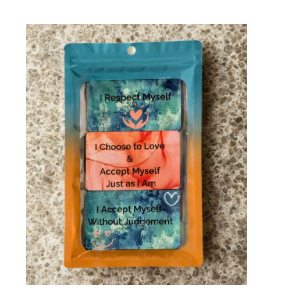 I Respect Myself
I Choose to Love
&
Accept Myself
Just as I Am
I Accept Myself
Without Judgement